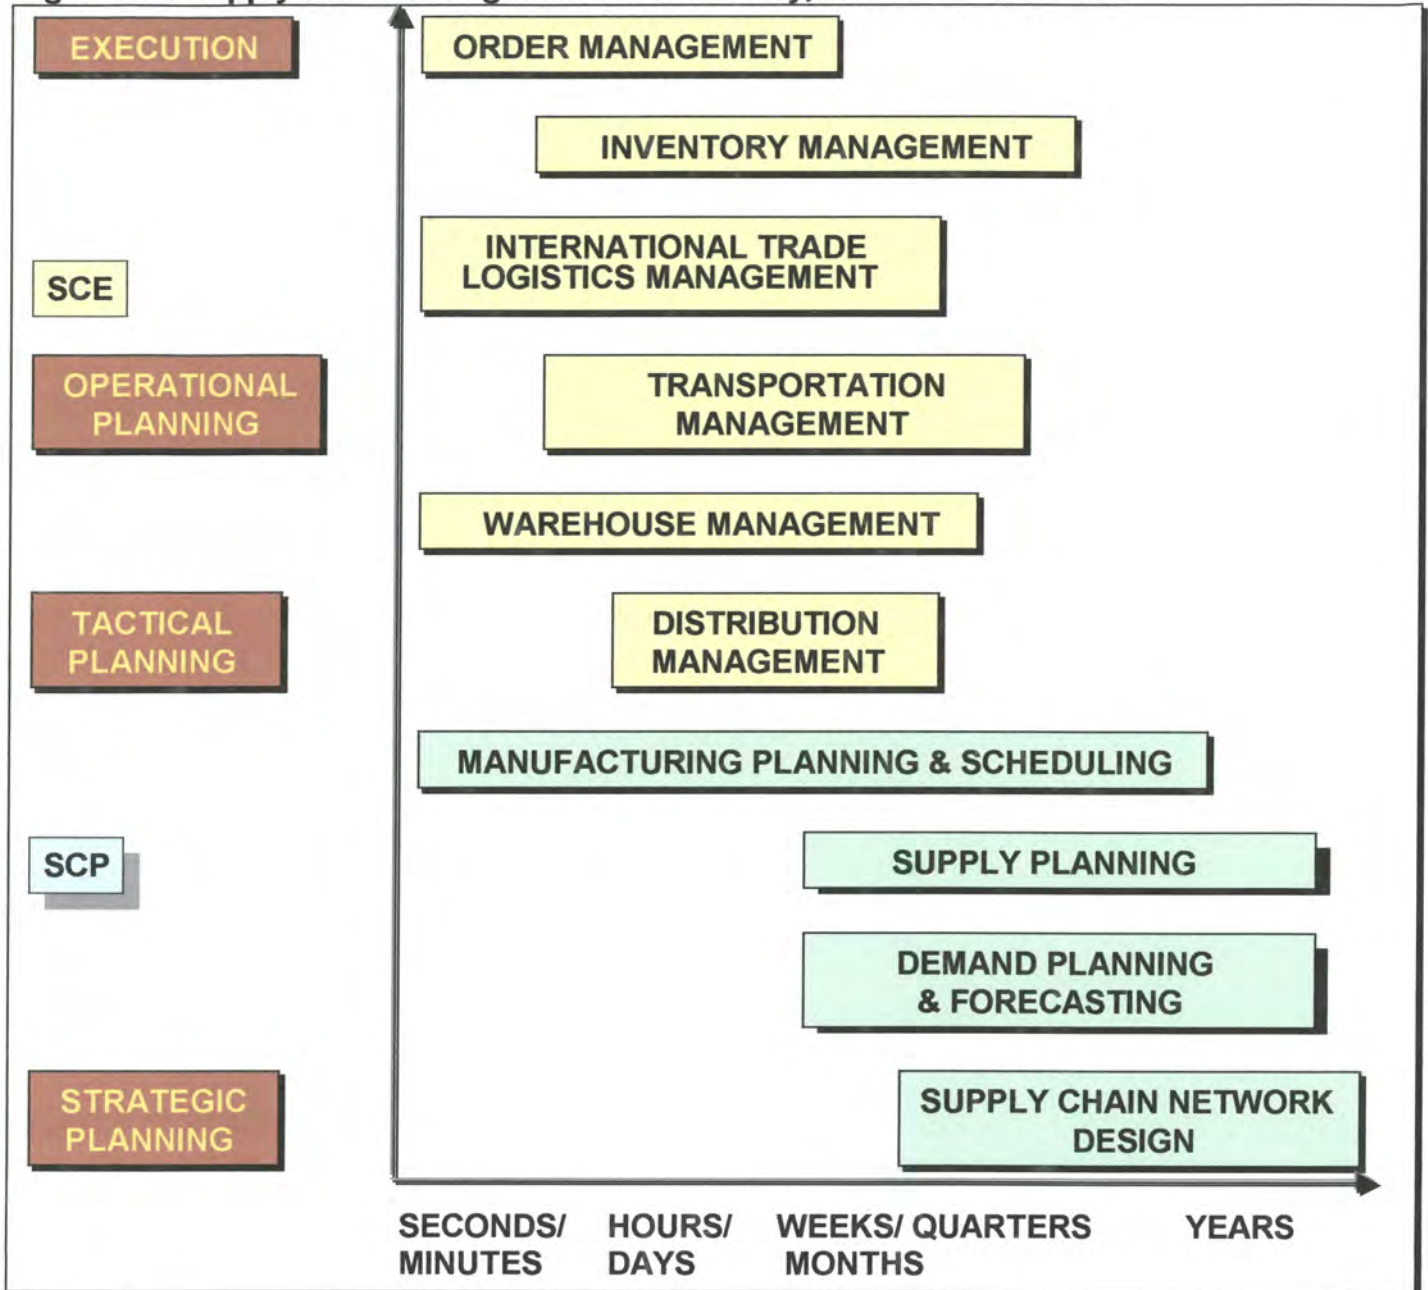 EXECUTION
ORDER MANAGEMENT
INVENTORY MANAGEMENT
INTERNATIONAL TRADE
LOGISTICS MANAGEMENT
SCE
OPERATIONAL
PLANNING
TRANSPORTATION
MANAGEMENT
WAREHOUSE MANAGEMENT
TACTICAL
PLANNING
DISTRIBUTION
MANAGEMENT
MANUFACTURING PLANNING & SCHEDULING
SCP
SUPPLY PLANNING
DEMAND PLANNING
& FORECASTING
STRATEGIC
PLANNING
SUPPLY CHAIN NETWORK
DESIGN
SECONDS/ HOURS/ WEEKS/ QUARTERS YEARS
MINUTES DAYS MONTHS